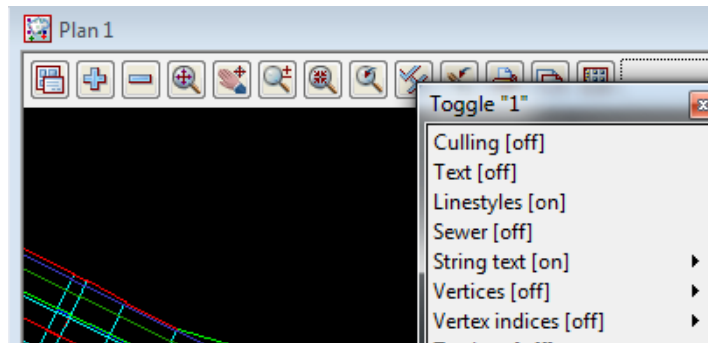 Plan 1
Toggle "1"
Culling [off]
Text [off]
Linestyles [on]
Sewer [off]
String text [on]
Vertices [off]
Vertex indices [off]